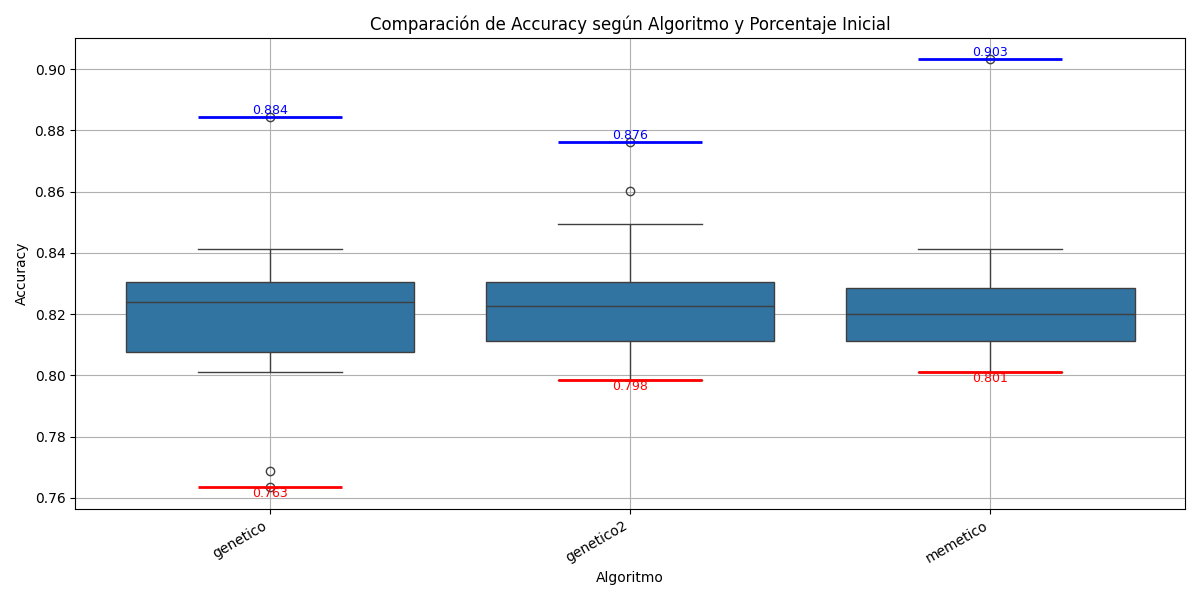 Comparación de Accuracy según Algoritmo y Porcentaje Inicial
Accuracy
0.90
0.88
0.86
0.84
0.82
0.80
0.78
0.76
0.884
0.876
0.903
0.763
0.798
0.801
genetico
genetico2
memetico
Algoritmo